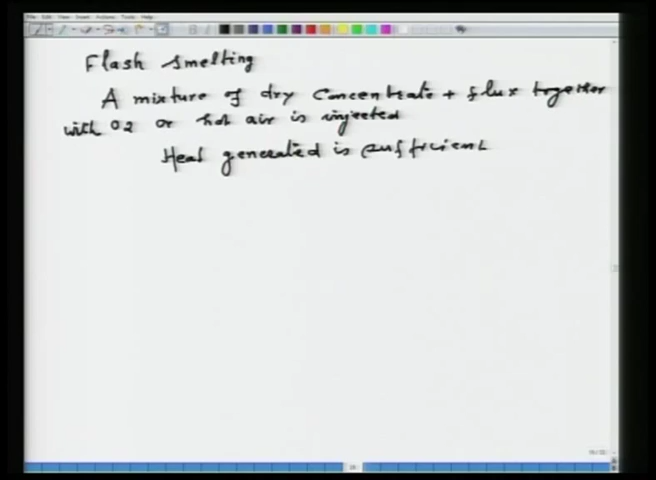 Flash smelting
A mixture of dry concentrate + flux together
with O2 or hot air is injected
Heat generated is sufficient